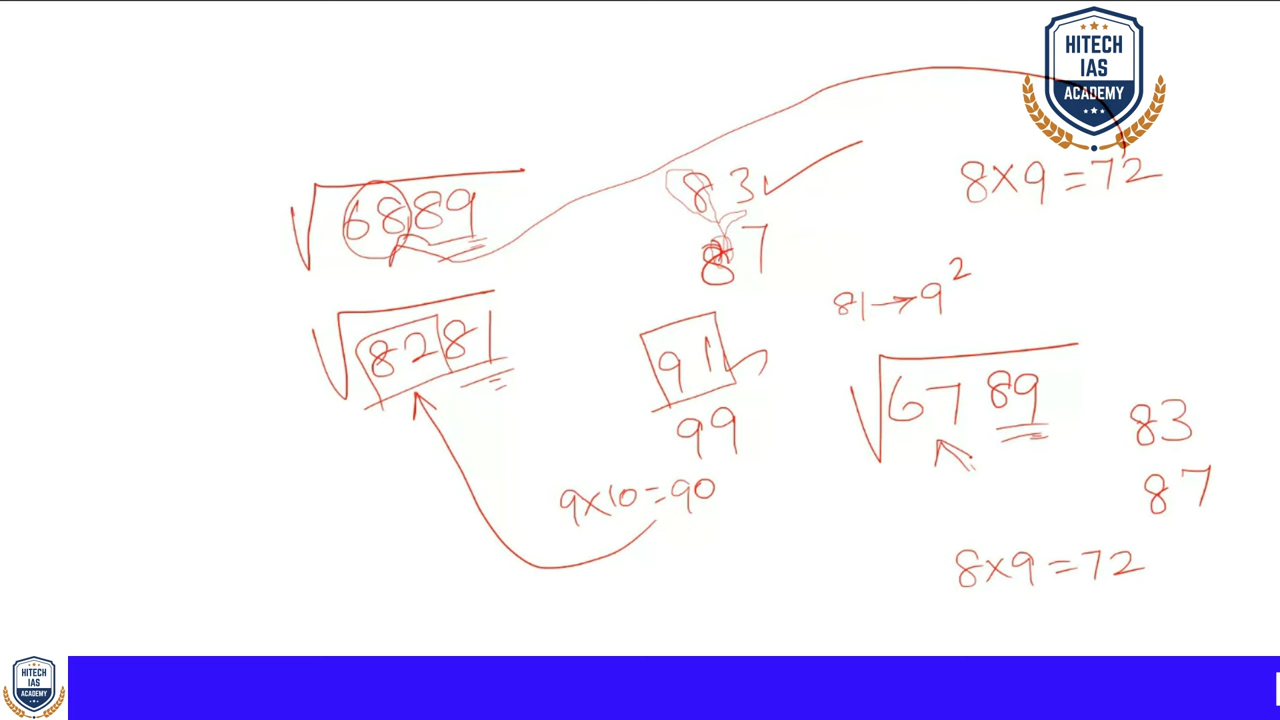 HITECH
IAS
ACADEMY
√6889
83
87
8×9=72
√8281
91
99
9×10=90
81→9²
√6789
83
87
8×9=72
HITECH
IAS
ACADEMY